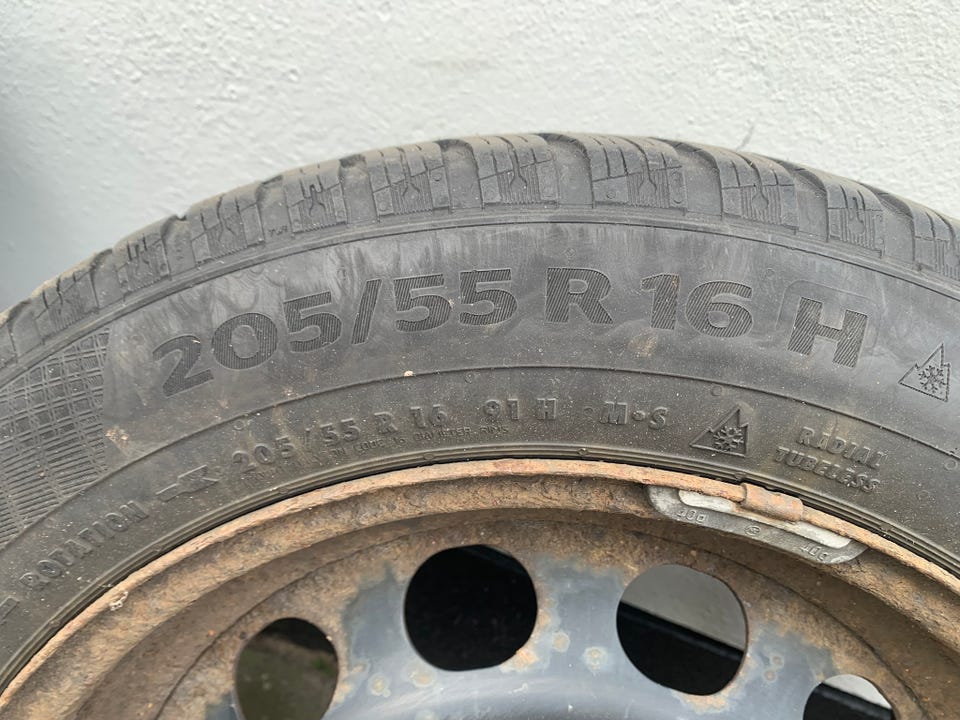 205/55 R 16 H
ROTATION 205/55 R 16 91 H M•S
RADIAL
TUBELESS